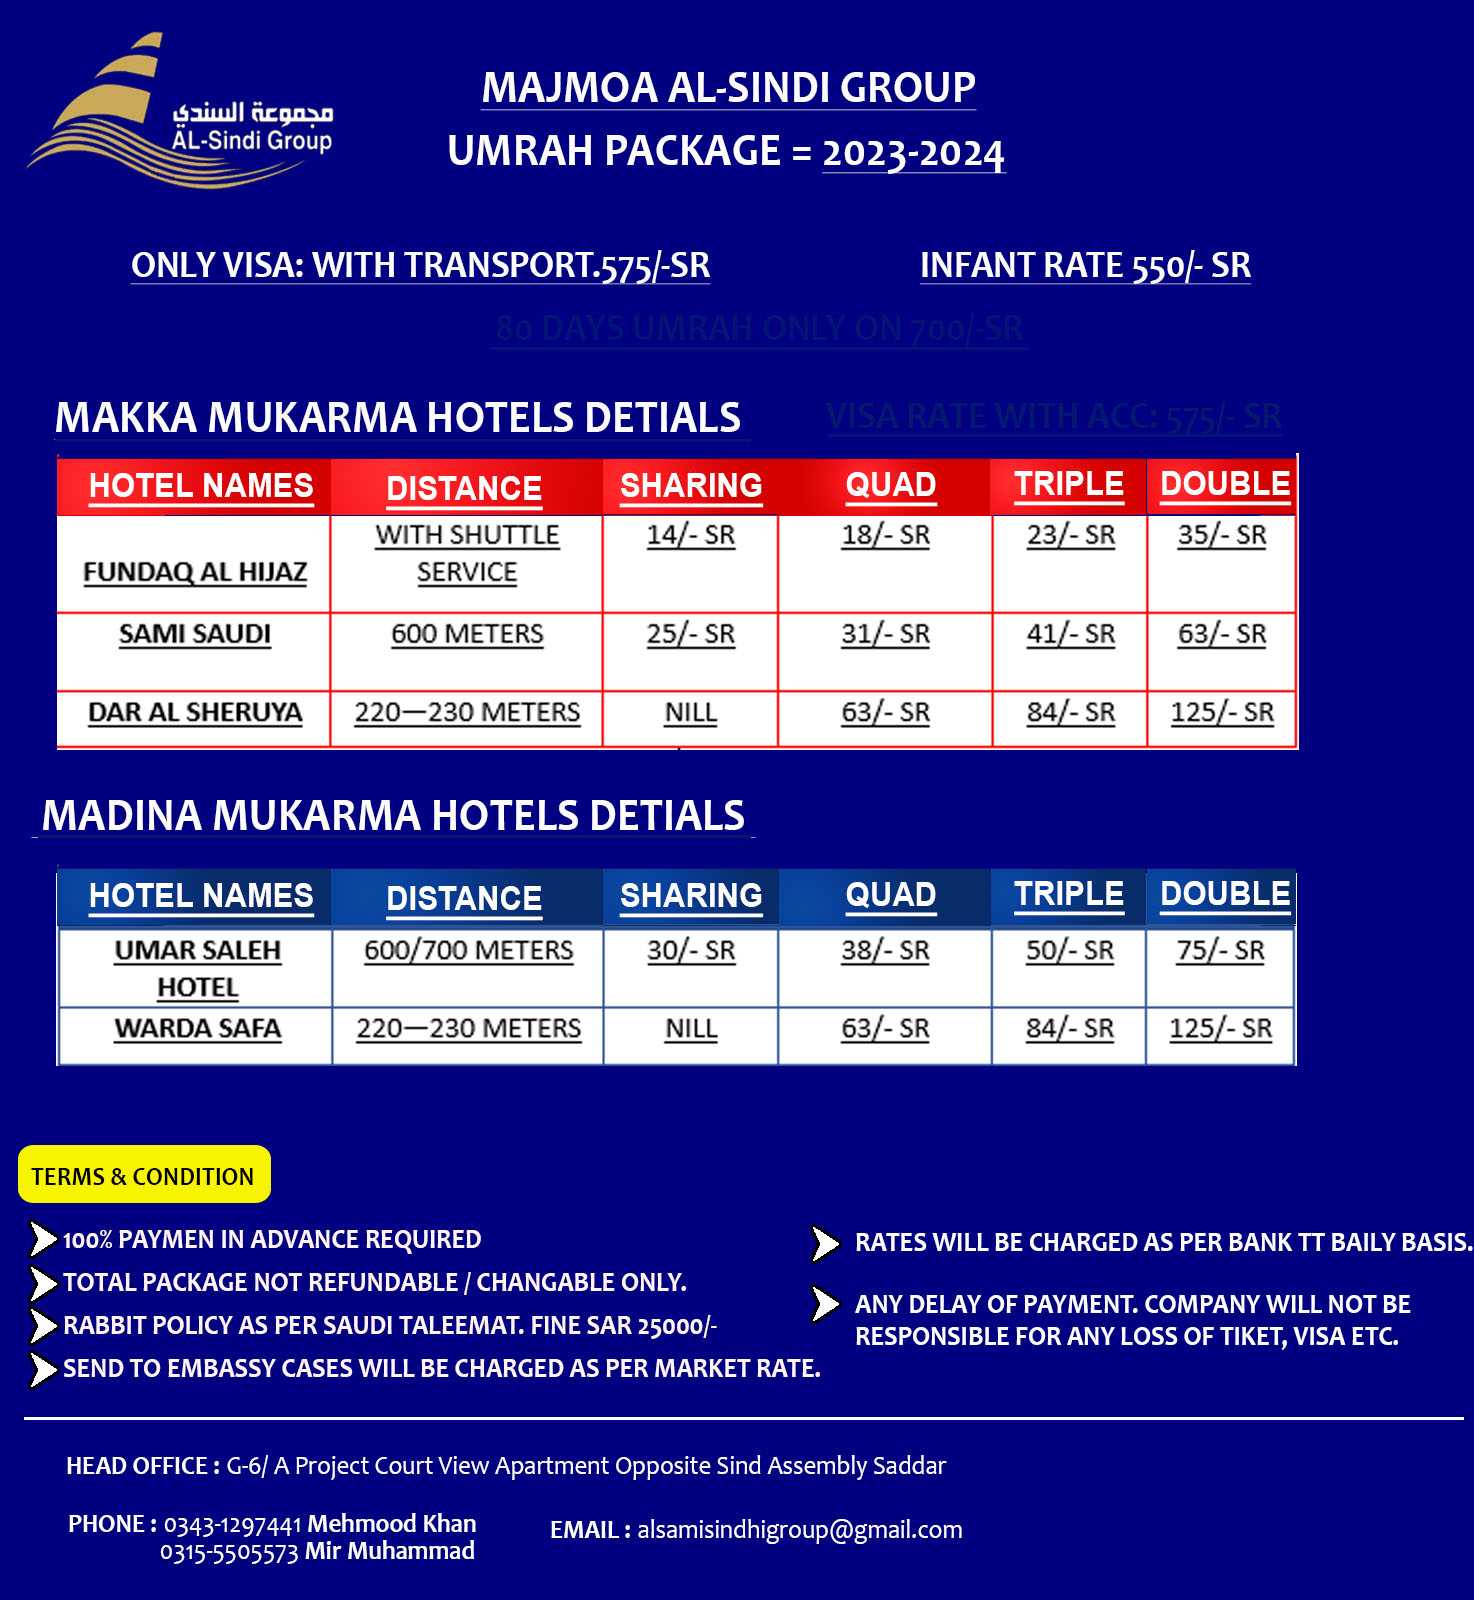 مجموعة السندي
AL-Sindi Group
MAJMOA AL-SINDI GROUP
UMRAH PACKAGE = 2023-2024
ONLY VISA: WITH TRANSPORT.575/-SR
INFANT RATE 550/- SR
80 DAYS UMRAH ONLY ON 700/-SR
MAKKA MUKARMA HOTELS DETIALS
VISA RATE WITH ACC: 575/- SR
HOTEL NAMES DISTANCE SHARING QUAD TRIPLE DOUBLE
WITH SHUTTLE 14/- SR 18/- SR 23/- SR 35/- SR
FUNDAQ AL HIJAZ SERVICE
SAMI SAUDI 600 METERS 25/- SR 31/- SR 41/- SR 63/- SR
DAR AL SHERUYA 220—230 METERS NILL 63/- SR 84/- SR 125/- SR
MADINA MUKARMA HOTELS DETIALS
HOTEL NAMES DISTANCE SHARING QUAD TRIPLE DOUBLE
UMAR SALEH 600/700 METERS 30/- SR 38/- SR 50/- SR 75/- SR
HOTEL
WARDA SAFA 220—230 METERS NILL 63/- SR 84/- SR 125/- SR
TERMS & CONDITION
100% PAYMEN IN ADVANCE REQUIRED
TOTAL PACKAGE NOT REFUNDABLE / CHANGABLE ONLY.
RABBIT POLICY AS PER SAUDI TALEEMAT. FINE SAR 25000/-
SEND TO EMBASSY CASES WILL BE CHARGED AS PER MARKET RATE.
RATES WILL BE CHARGED AS PER BANK TT BAILY BASIS.
ANY DELAY OF PAYMENT. COMPANY WILL NOT BE
RESPONSIBLE FOR ANY LOSS OF TIKET, VISA ETC.
HEAD OFFICE : G-6/ A Project Court View Apartment Opposite Sind Assembly Saddar
PHONE : 0343-1297441 Mehmood Khan
0315-5505573 Mir Muhammad
EMAIL : alsamisindhigroup@gmail.com